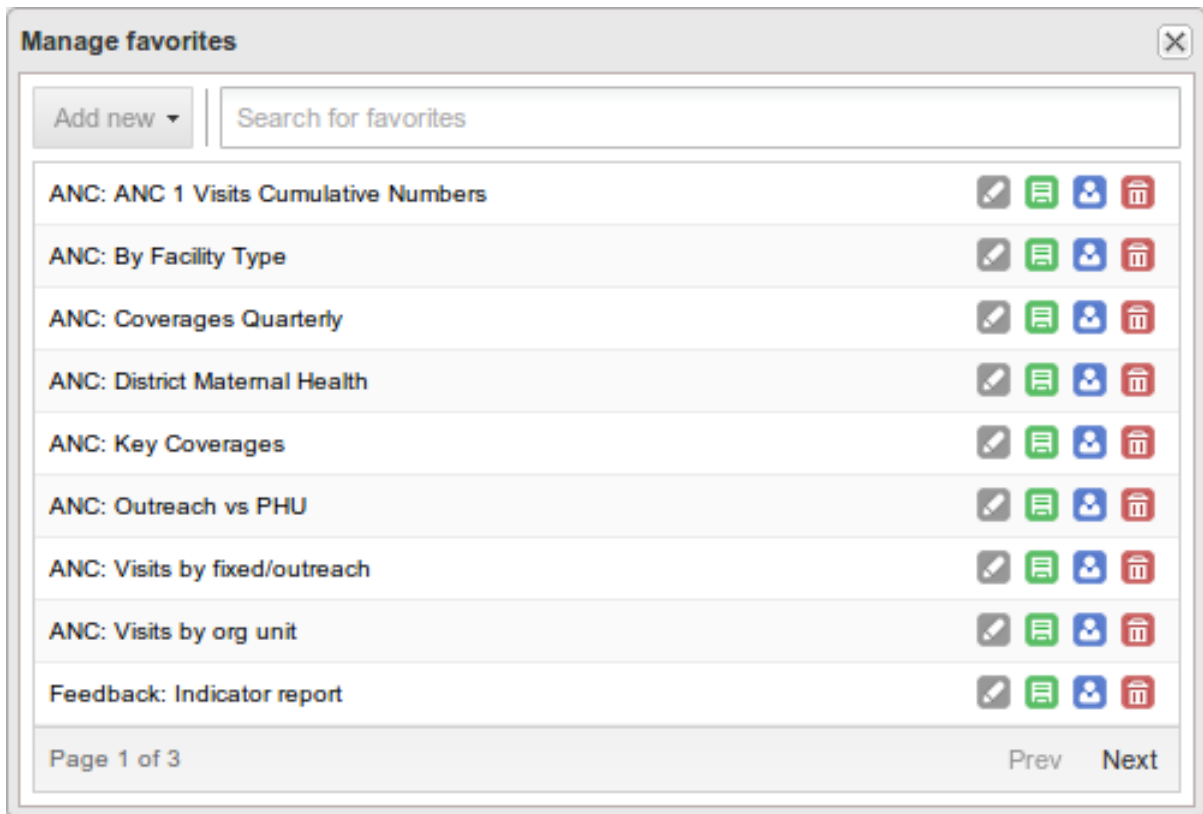 Manage favorites
Add new
Search for favorites
ANC: ANC 1 Visits Cumulative Numbers
ANC: By Facility Type
ANC: Coverages Quarterly
ANC: District Maternal Health
ANC: Key Coverages
ANC: Outreach vs PHU
ANC: Visits by fixed/outreach
ANC: Visits by org unit
Feedback: Indicator report
Page 1 of 3 Prev Next